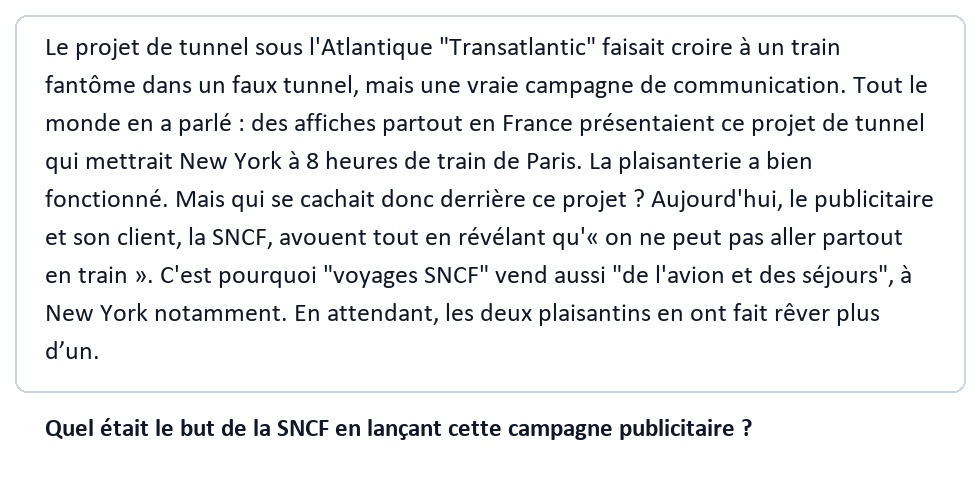 Le projet de tunnel sous l'Atlantique "Transatlantic" faisait croire à un train
fantôme dans un faux tunnel, mais une vraie campagne de communication. Tout le
monde en a parlé : des affiches partout en France présentaient ce projet de tunnel
qui mettrait New York à 8 heures de train de Paris. La plaisanterie a bien
fonctionné. Mais qui se cachait donc derrière ce projet ? Aujourd'hui, le publicitaire
et son client, la SNCF, avouent tout en révélant qu'« on ne peut pas aller partout
en train ». C'est pourquoi "voyages SNCF" vend aussi "de l'avion et des séjours", à
New York notamment. En attendant, les deux plaisantins en ont fait rêver plus
d’un.
Quel était le but de la SNCF en lançant cette campagne publicitaire ?